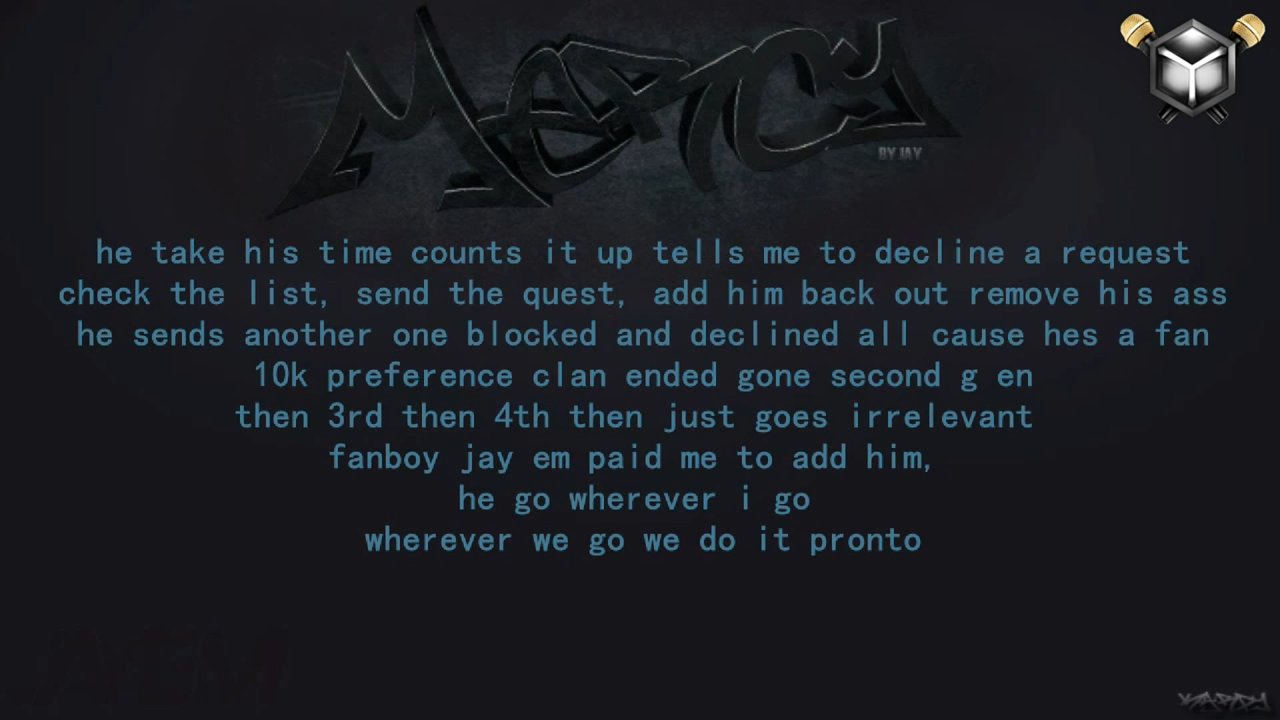 MERCY
BY JAY
he take his time counts it up tells me to decline a request
check the list, send the quest, add him back out remove his ass
he sends another one blocked and declined all cause hes a fan
10k preference clan ended gone second g en
then 3rd then 4th then just goes irrelevant
fanboy jay em paid me to add him,
he go wherever i go
wherever we go we do it pronto